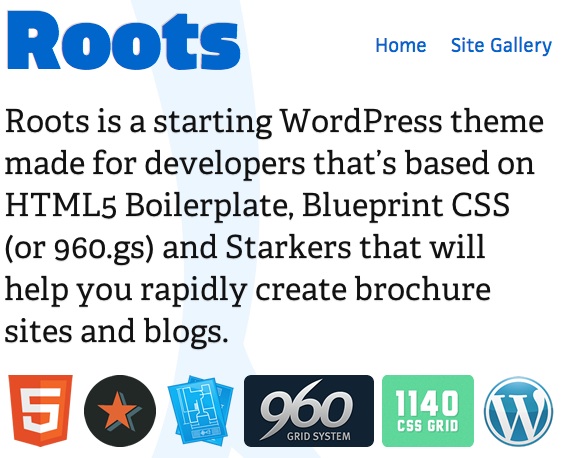 Roots
Home Site Gallery
Roots is a starting WordPress theme
made for developers that's based on
HTML5 Boilerplate, Blueprint CSS
(or 960.gs) and Starkers that will
help you rapidly create brochure
sites and blogs.
5 960 GRID SYSTEM 1140 CSS GRID W